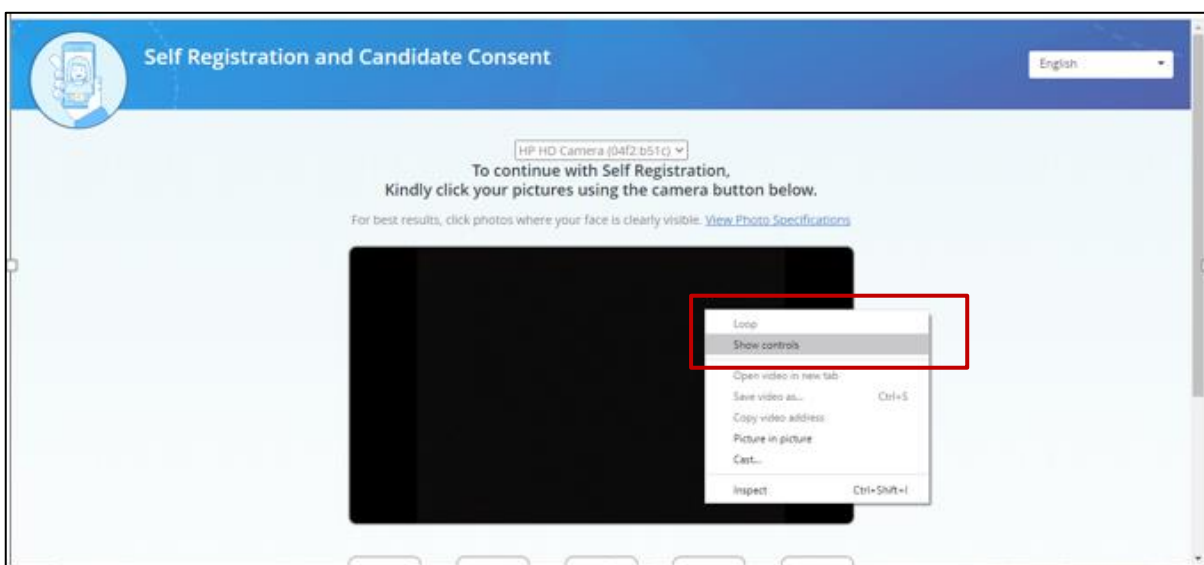 Self Registration and Candidate Consent
English
HP HD Camera (04f2:b51c)
To continue with Self Registration,
Kindly click your pictures using the camera button below.
For best results, click photos where your face is clearly visible. View Photo Specifications
Loop
Show controls
Open video in new tab
Save video as... Ctrl+S
Copy video address
Picture in picture
Cast...
Inspect Ctrl+Shift+I